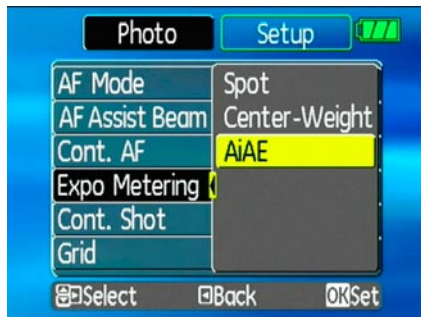 Photo Setup
AF Mode
AF Assist Beam
Cont. AF
Expo Metering
Cont. Shot
Grid
Spot
Center-Weight
AiAE
Select Back OK Set